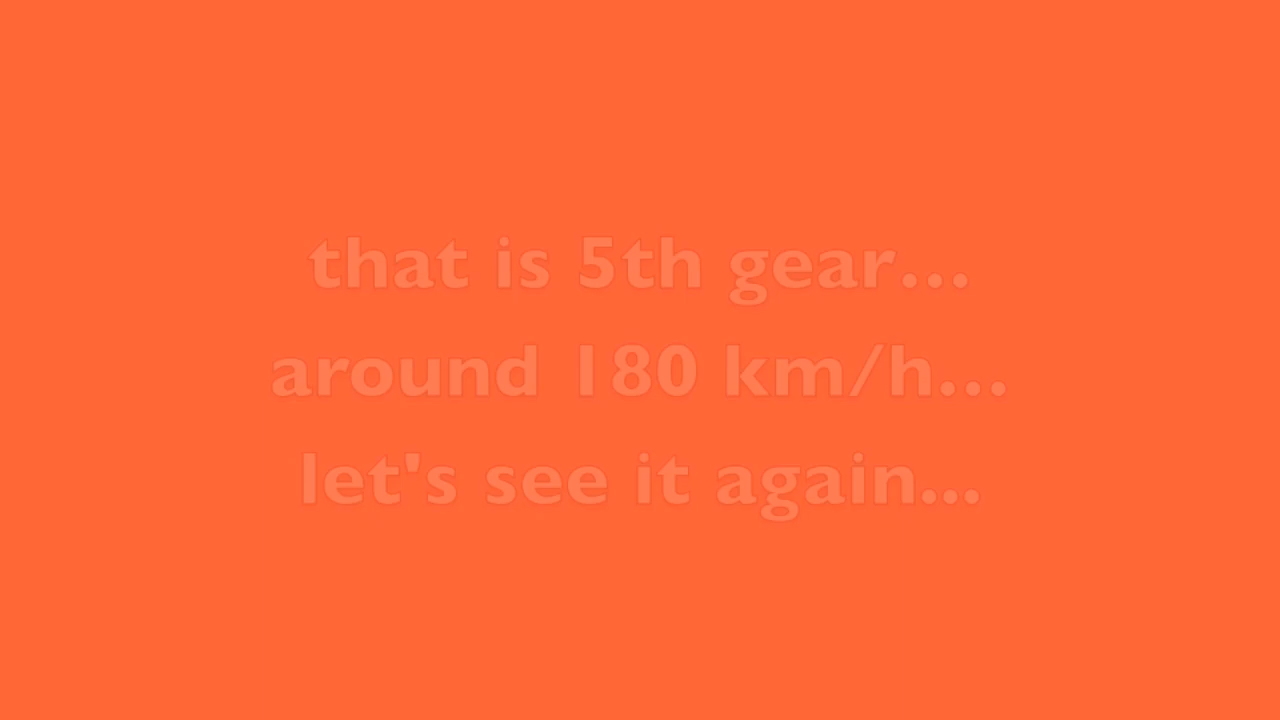 that is 5th gear...
around 180 km/h...
let's see it again...